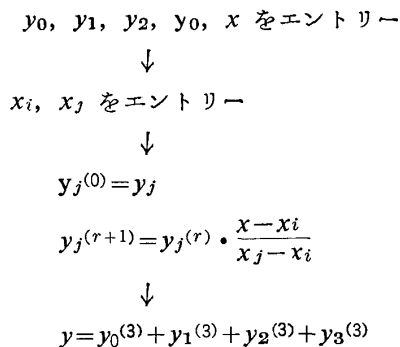 y₀, y₁, y₂, y₀, x をエントリー
↓
xᵢ, xⱼ をエントリー
↓
yⱼ⁽⁰⁾=yⱼ
yⱼ⁽ʳ⁺¹⁾=yⱼ⁽ʳ⁾・(x−xᵢ)/(xⱼ−xᵢ)
↓
y=y₀⁽³⁾+y₁⁽³⁾+y₂⁽³⁾+y₃⁽³⁾